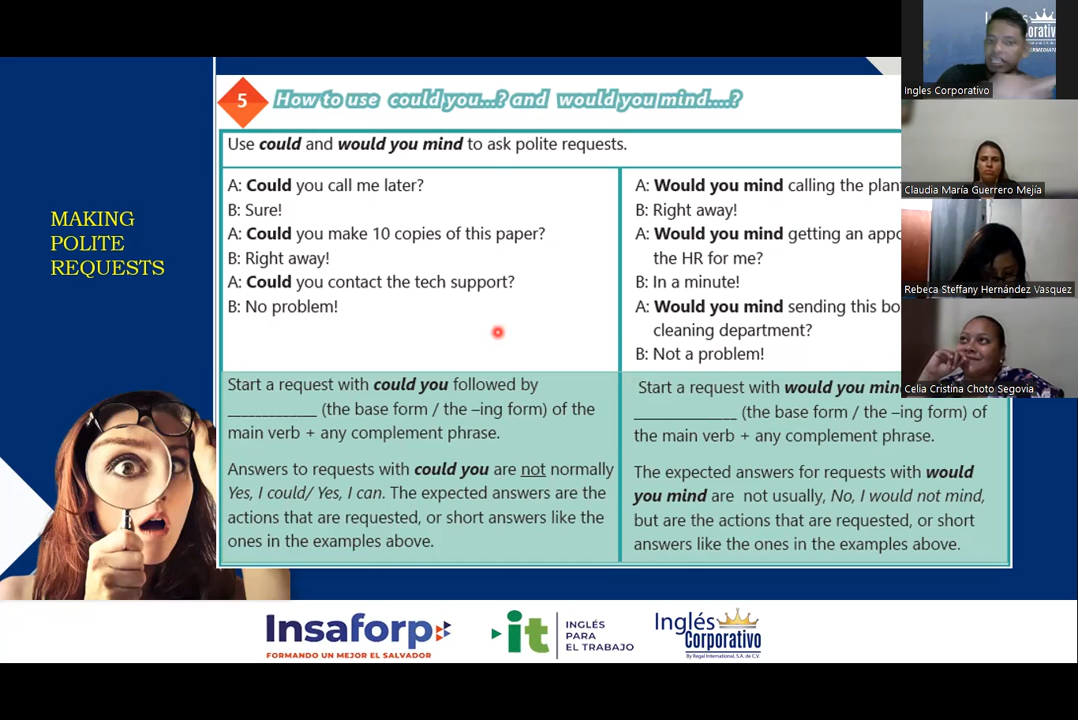 MAKING
POLITE
REQUESTS
5
How to use could you...? and would you mind....?
Use could and would you mind to ask polite requests.
A: Could you call me later?
B: Sure!
A: Could you make 10 copies of this paper?
B: Right away!
A: Could you contact the tech support?
B: No problem!
A: Would you mind calling the
B: Right away!
A: Would you mind getting an
the HR for me?
B: In a minute!
A: Would you mind sending this
cleaning department?
B: Not a problem!
Start a request with could you followed by
____________ (the base form / the –ing form) of the
main verb + any complement phrase.
Answers to requests with could you are not normally
Yes, I could/ Yes, I can. The expected answers are the
actions that are requested, or short answers like the
ones in the examples above.
Start a request with would you
_____________ (the base form / the –ing form) of
the main verb + any complement phrase.
The expected answers for requests with would
you mind are not usually, No, I would not mind,
but are the actions that are requested, or short
answers like the ones in the examples above.
Insaforp
FORMANDO UN MEJOR EL SALVADOR
it
INGLÉS
PARA
EL TRABAJO
Inglés
Corporativo
By Regal International, S.A. de C.V.
Ingles Corporativo
Claudia María Guerrero Mejía
Rebeca Steffany Hernández Vasquez
Celia Cristina Choto Segovia